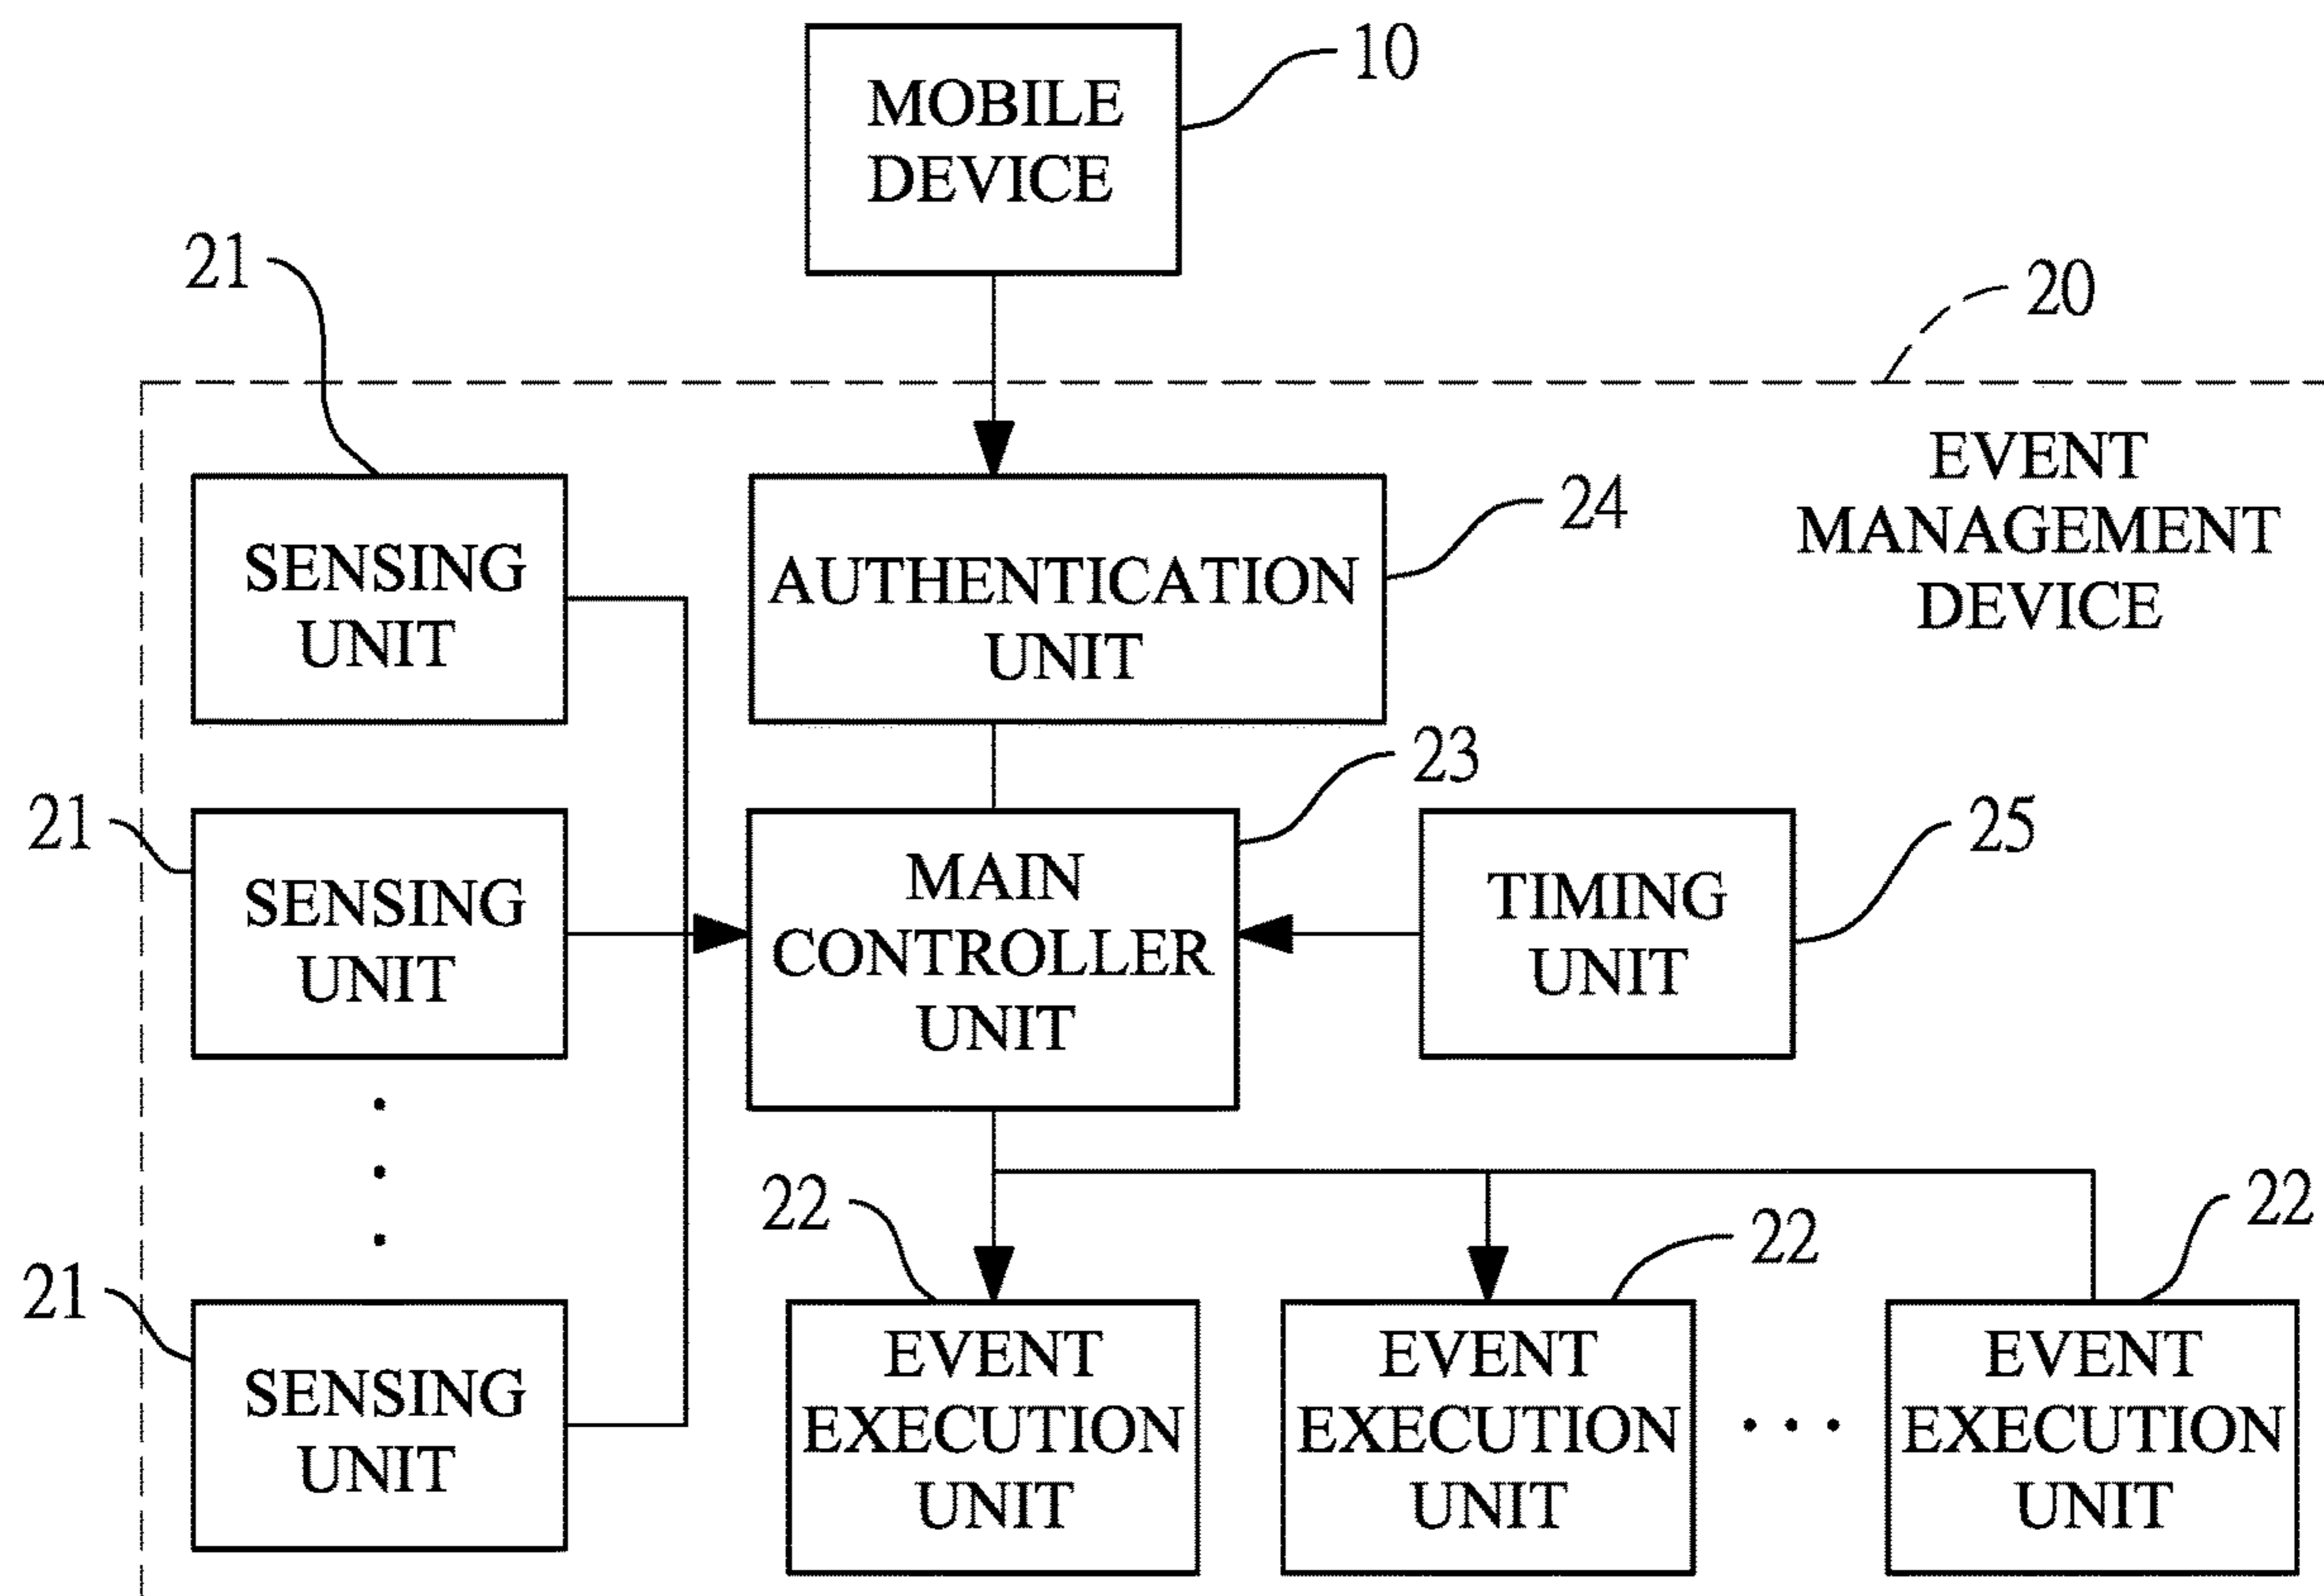 MOBILE
DEVICE
10
21
20
EVENT
MANAGEMENT
DEVICE
SENSING
UNIT
AUTHENTICATION
UNIT
24
21
SENSING
UNIT
MAIN
CONTROLLER
UNIT
23
TIMING
UNIT
25
21
SENSING
UNIT
22
EVENT
EXECUTION
UNIT
22
EVENT
EXECUTION
UNIT
22
EVENT
EXECUTION
UNIT